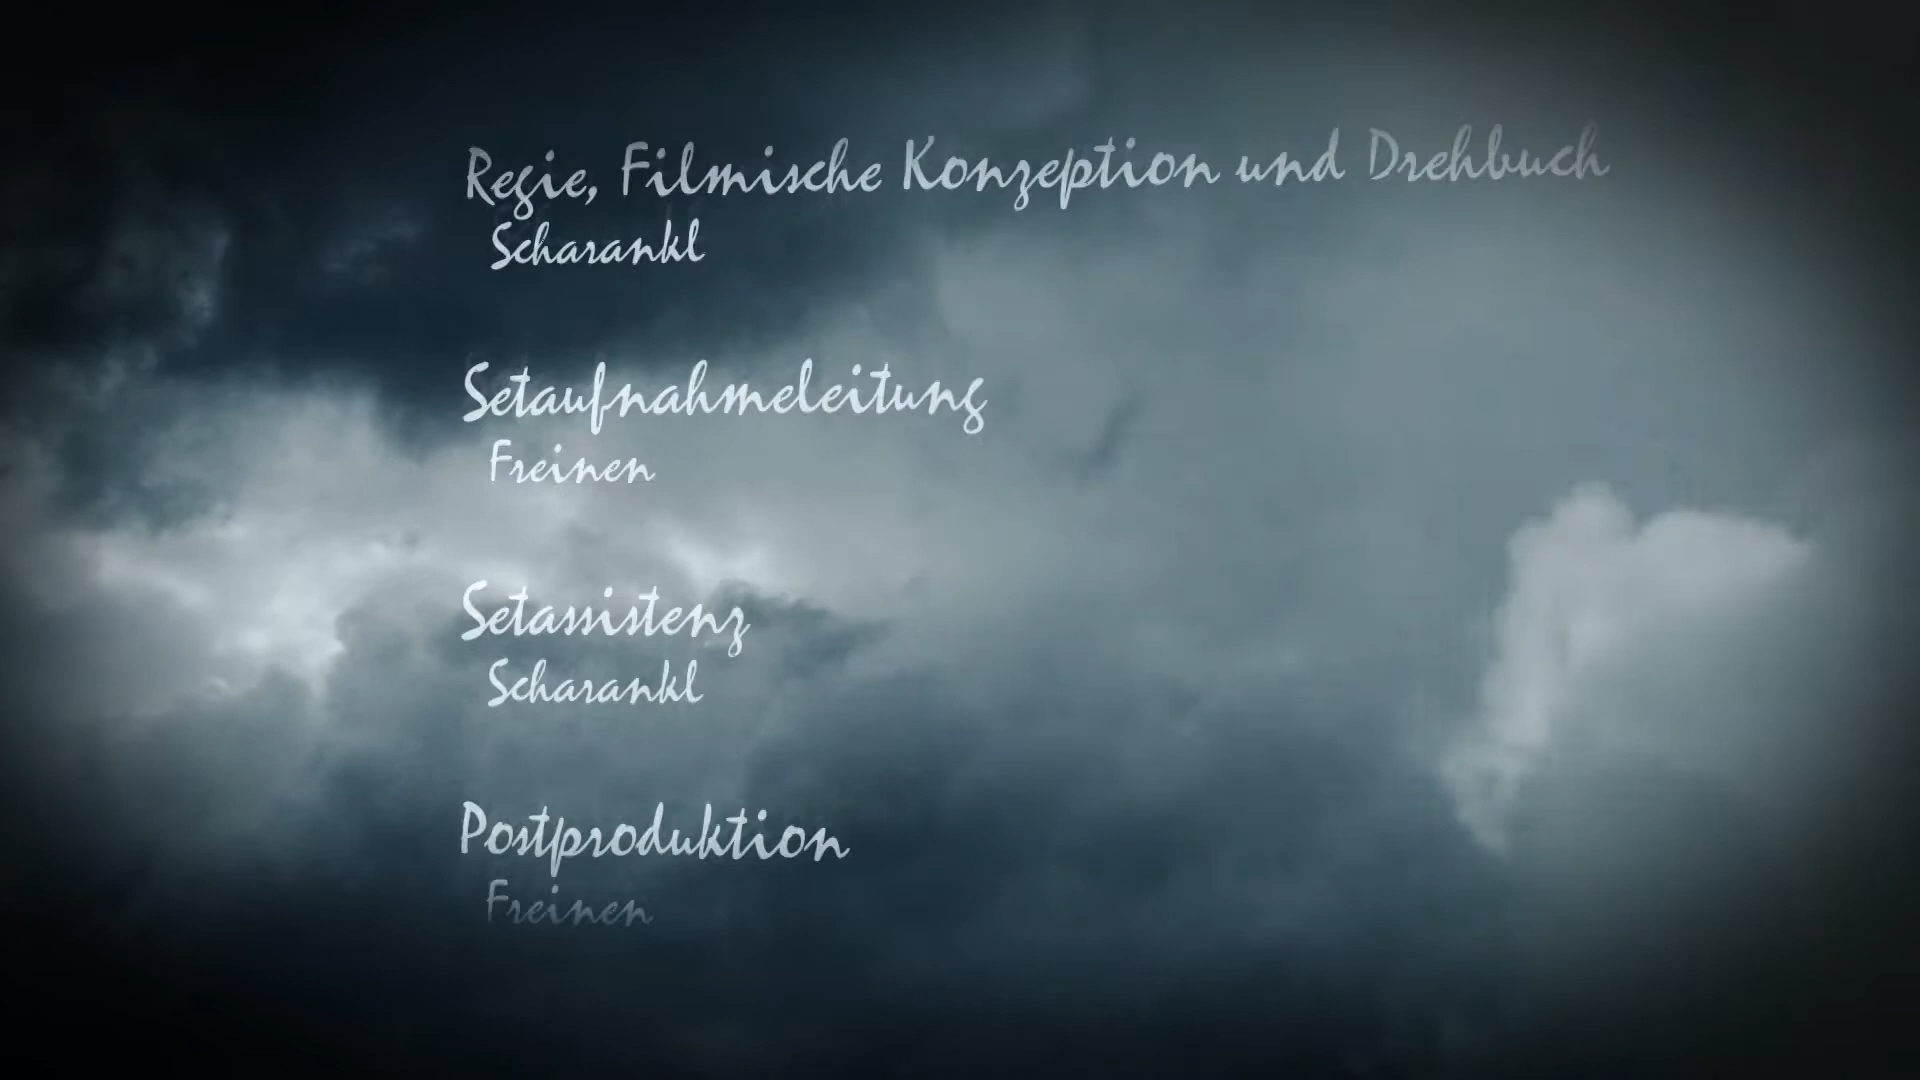 Regie, Filmische Konzeption und Drehbuch
Scharankl
Setaufnahmeleitung
Freinen
Setassistenz
Scharankl
Postproduktion
Freinen